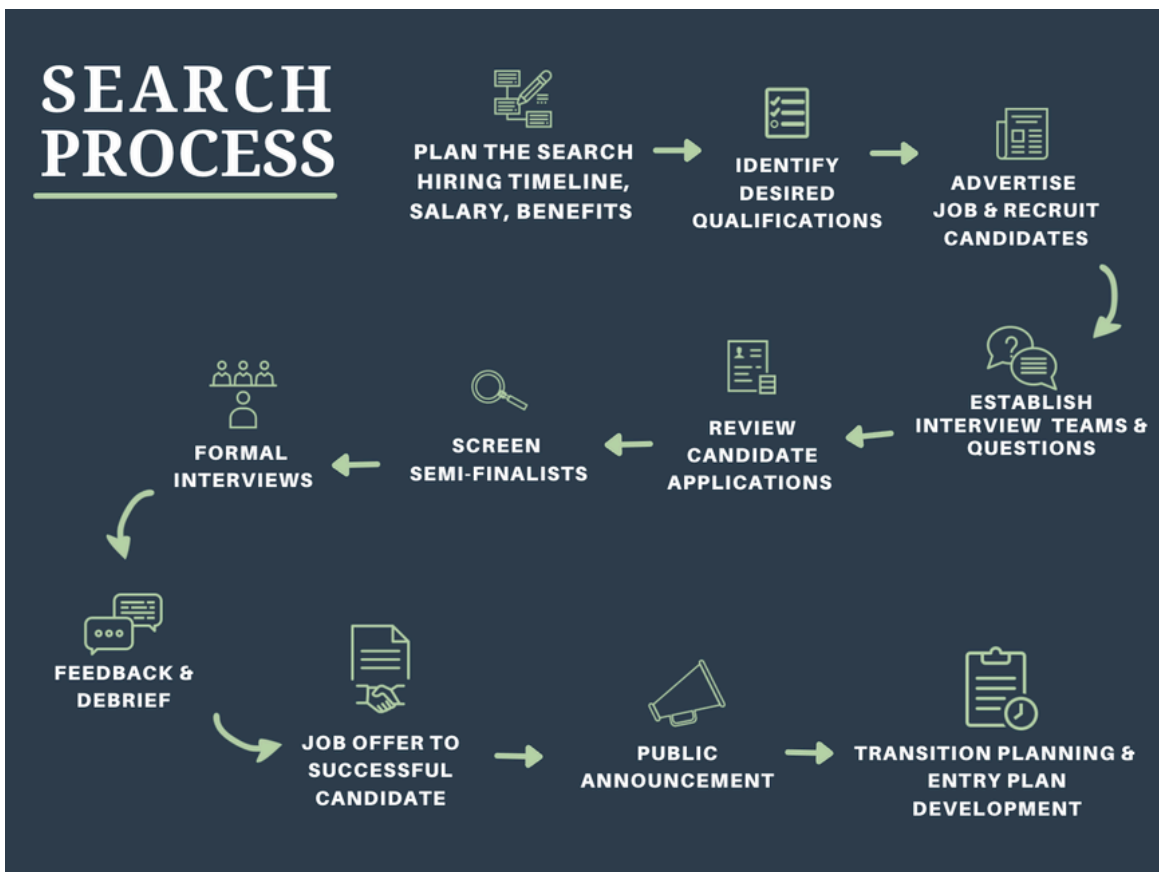 SEARCH
PROCESS
PLAN THE SEARCH
HIRING TIMELINE,
SALARY, BENEFITS
IDENTIFY
DESIRED
QUALIFICATIONS
ADVERTISE
JOB & RECRUIT
CANDIDATES
ESTABLISH
INTERVIEW TEAMS &
QUESTIONS
REVIEW
CANDIDATE
APPLICATIONS
SCREEN
SEMI-FINALISTS
FORMAL
INTERVIEWS
FEEDBACK &
DEBRIEF
JOB OFFER TO
SUCCESSFUL
CANDIDATE
PUBLIC
ANNOUNCEMENT
TRANSITION PLANNING &
ENTRY PLAN
DEVELOPMENT